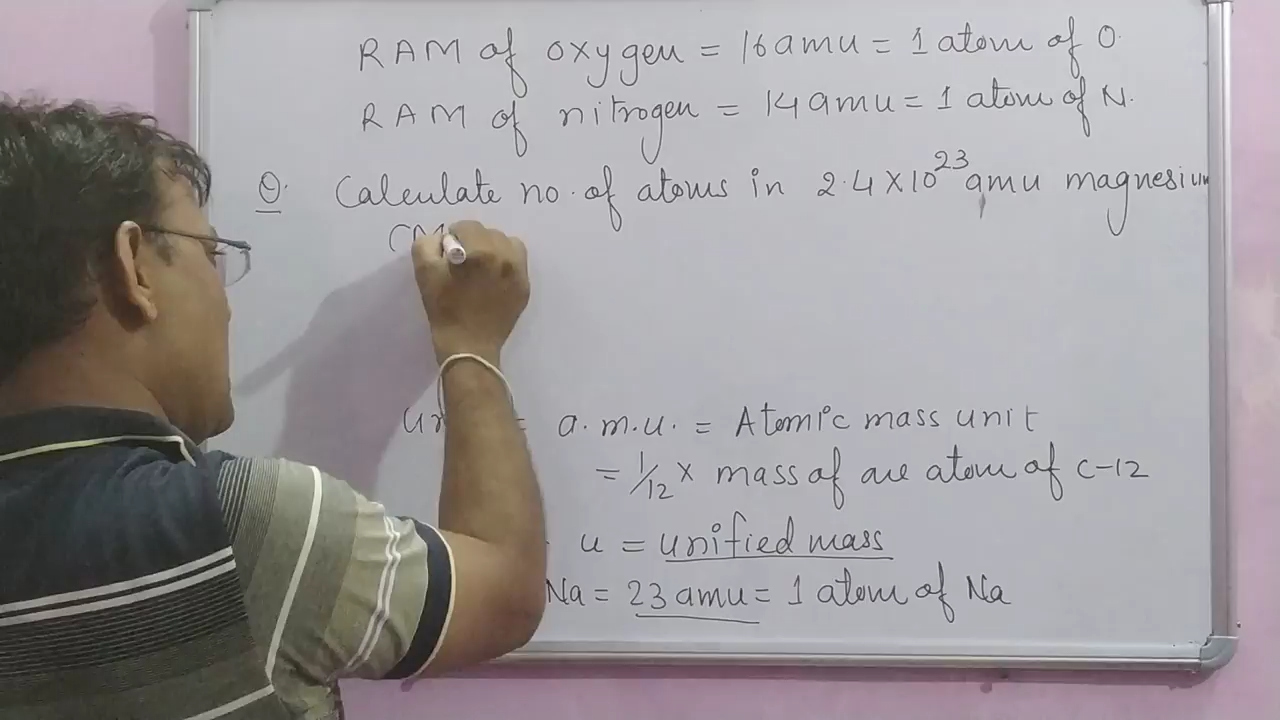 RAM of oxygen = 16 amu = 1 atom of O.
RAM of nitrogen = 14 amu = 1 atom of N.
Q. Calculate no. of atoms in 2.4 X 10²³ amu magnesium
(M
= a.m.u. = Atomic mass unit
= 1/12 x mass of one atom of C-12
u = unified mass
Na = 23 amu = 1 atom of Na